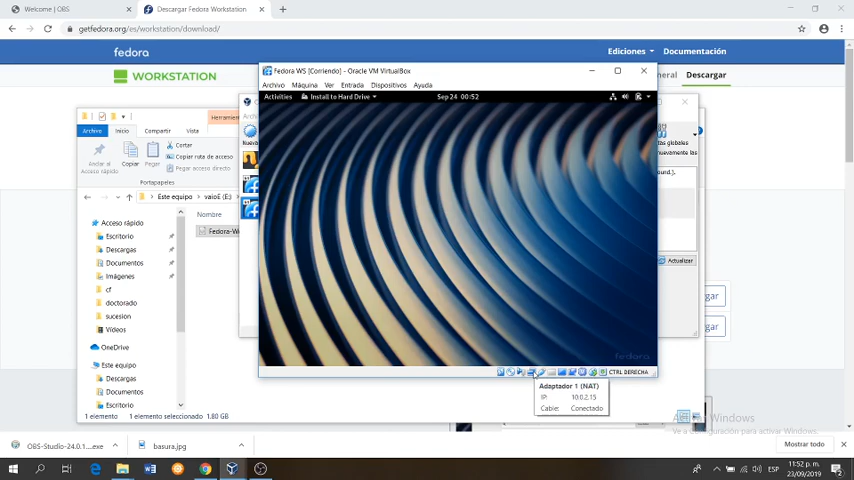 Welcome | OBS
Descargar Fedora Workstation
getfedora.org/es/workstation/download/
fedora
Ediciones
Documentación
WORKSTATION
Descargar
Fedora WS [Corriendo] - Oracle VM VirtualBox
Archivo Máquina Ver Entrada Dispositivos Ayuda
Activities
Install to Hard Drive
Sep 24 00:52
Archivo Inicio Compartir Vista
Anclar al
Acceso rápido
Copiar
Pegar
Cortar
Copiar ruta de acceso
Pegar acceso directo
Portapapeles
Este equipo
vaioE (E:)
Nombre
Acceso rápido
Escritorio
Descargas
Documentos
Imágenes
cf
doctorado
sucesion
Vídeos
OneDrive
Este equipo
Descargas
Documentos
Escritorio
1 elemento
1 elemento seleccionado 1.80 GB
Actualizar
CTRL DERECHA
Adaptador 1 (NAT)
IP: 10.0.2.15
Cable: Conectado
OBS-Studio-24.0.1....exe
basura.jpg
Mostrar todo
ESP
11:52 p. m.
23/09/2019
2